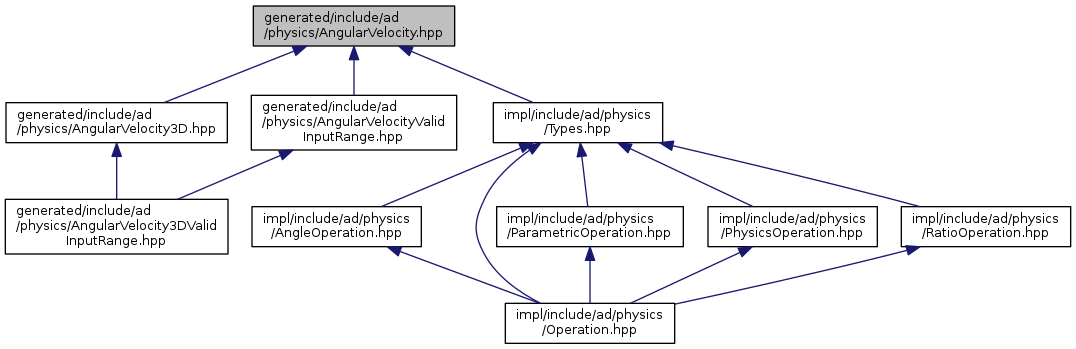 generated/include/ad
/physics/AngularVelocity.hpp
generated/include/ad
/physics/AngularVelocity3D.hpp
generated/include/ad
/physics/AngularVelocityValid
InputRange.hpp
impl/include/ad/physics
/Types.hpp
generated/include/ad
/physics/AngularVelocity3DValid
InputRange.hpp
impl/include/ad/physics
/AngleOperation.hpp
impl/include/ad/physics
/ParametricOperation.hpp
impl/include/ad/physics
/PhysicsOperation.hpp
impl/include/ad/physics
/RatioOperation.hpp
impl/include/ad/physics
/Operation.hpp